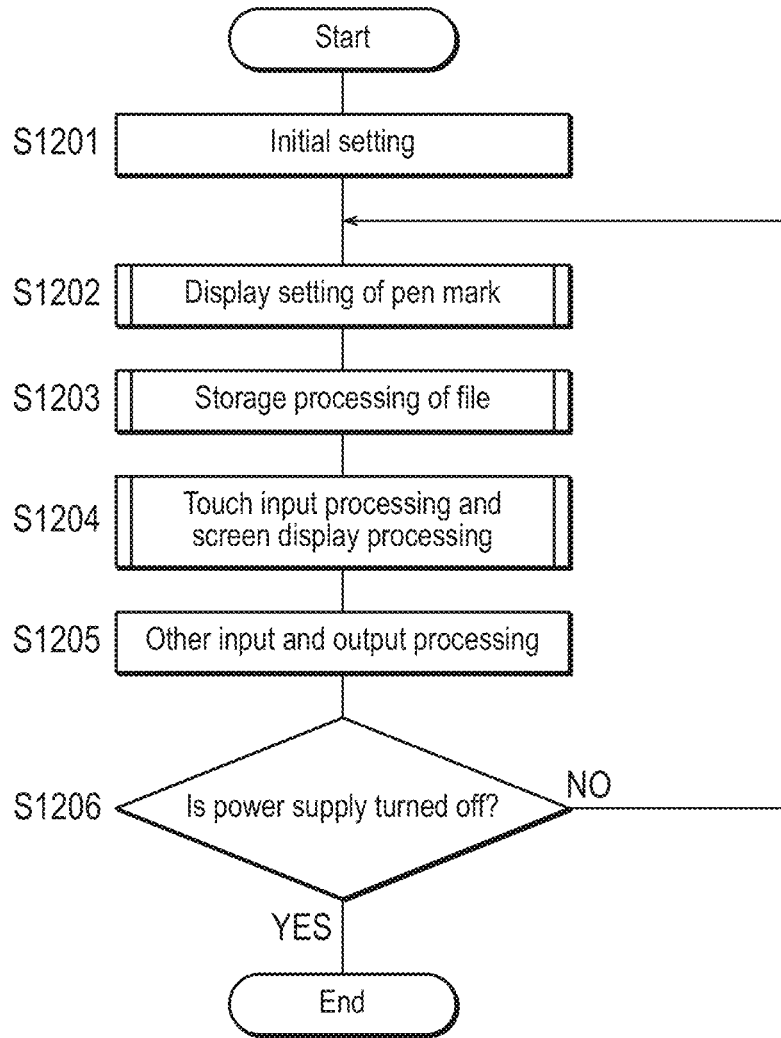 Start
S1201
Initial setting
S1202
Display setting of pen mark
S1203
Storage processing of file
S1204
Touch input processing and
screen display processing
S1205
Other input and output processing
S1206
Is power supply turned off?
NO
YES
End